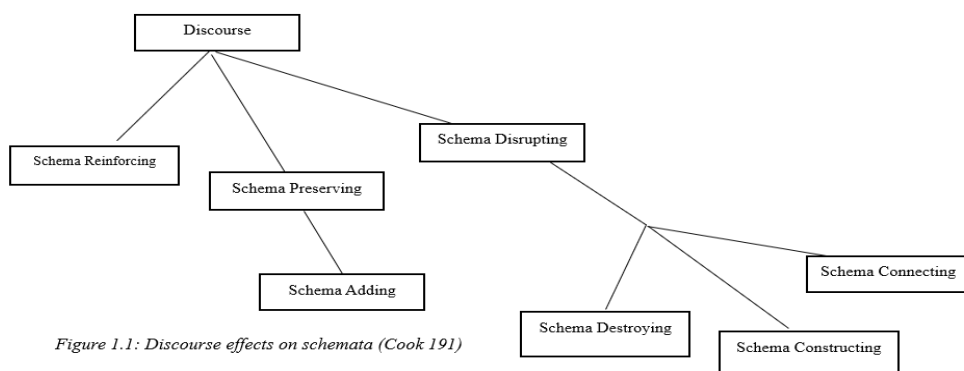 Discourse
Schema Disrupting
Schema Reinforcing
Schema Preserving
Schema Connecting
Schema Adding
Schema Destroying
Schema Constructing
Figure 1.1: Discourse effects on schemata (Cook 191)